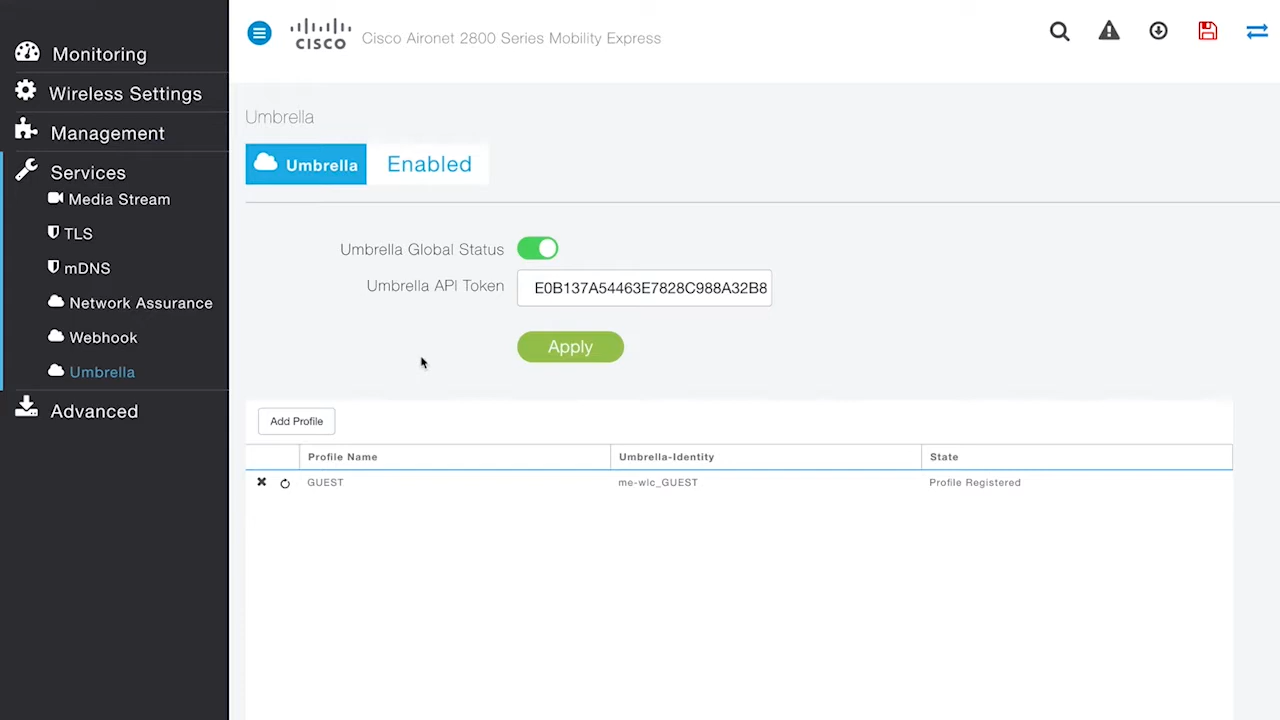 Monitoring
Wireless Settings
Management
Services
Media Stream
TLS
mDNS
Network Assurance
Webhook
Umbrella
Advanced
CISCO Cisco Aironet 2800 Series Mobility Express
Umbrella
Umbrella Enabled
Umbrella Global Status
Umbrella API Token E0B137A54463E7828C988A32B8
Apply
Add Profile
Profile Name Umbrella-Identity State
GUEST me-wlc_GUEST Profile Registered